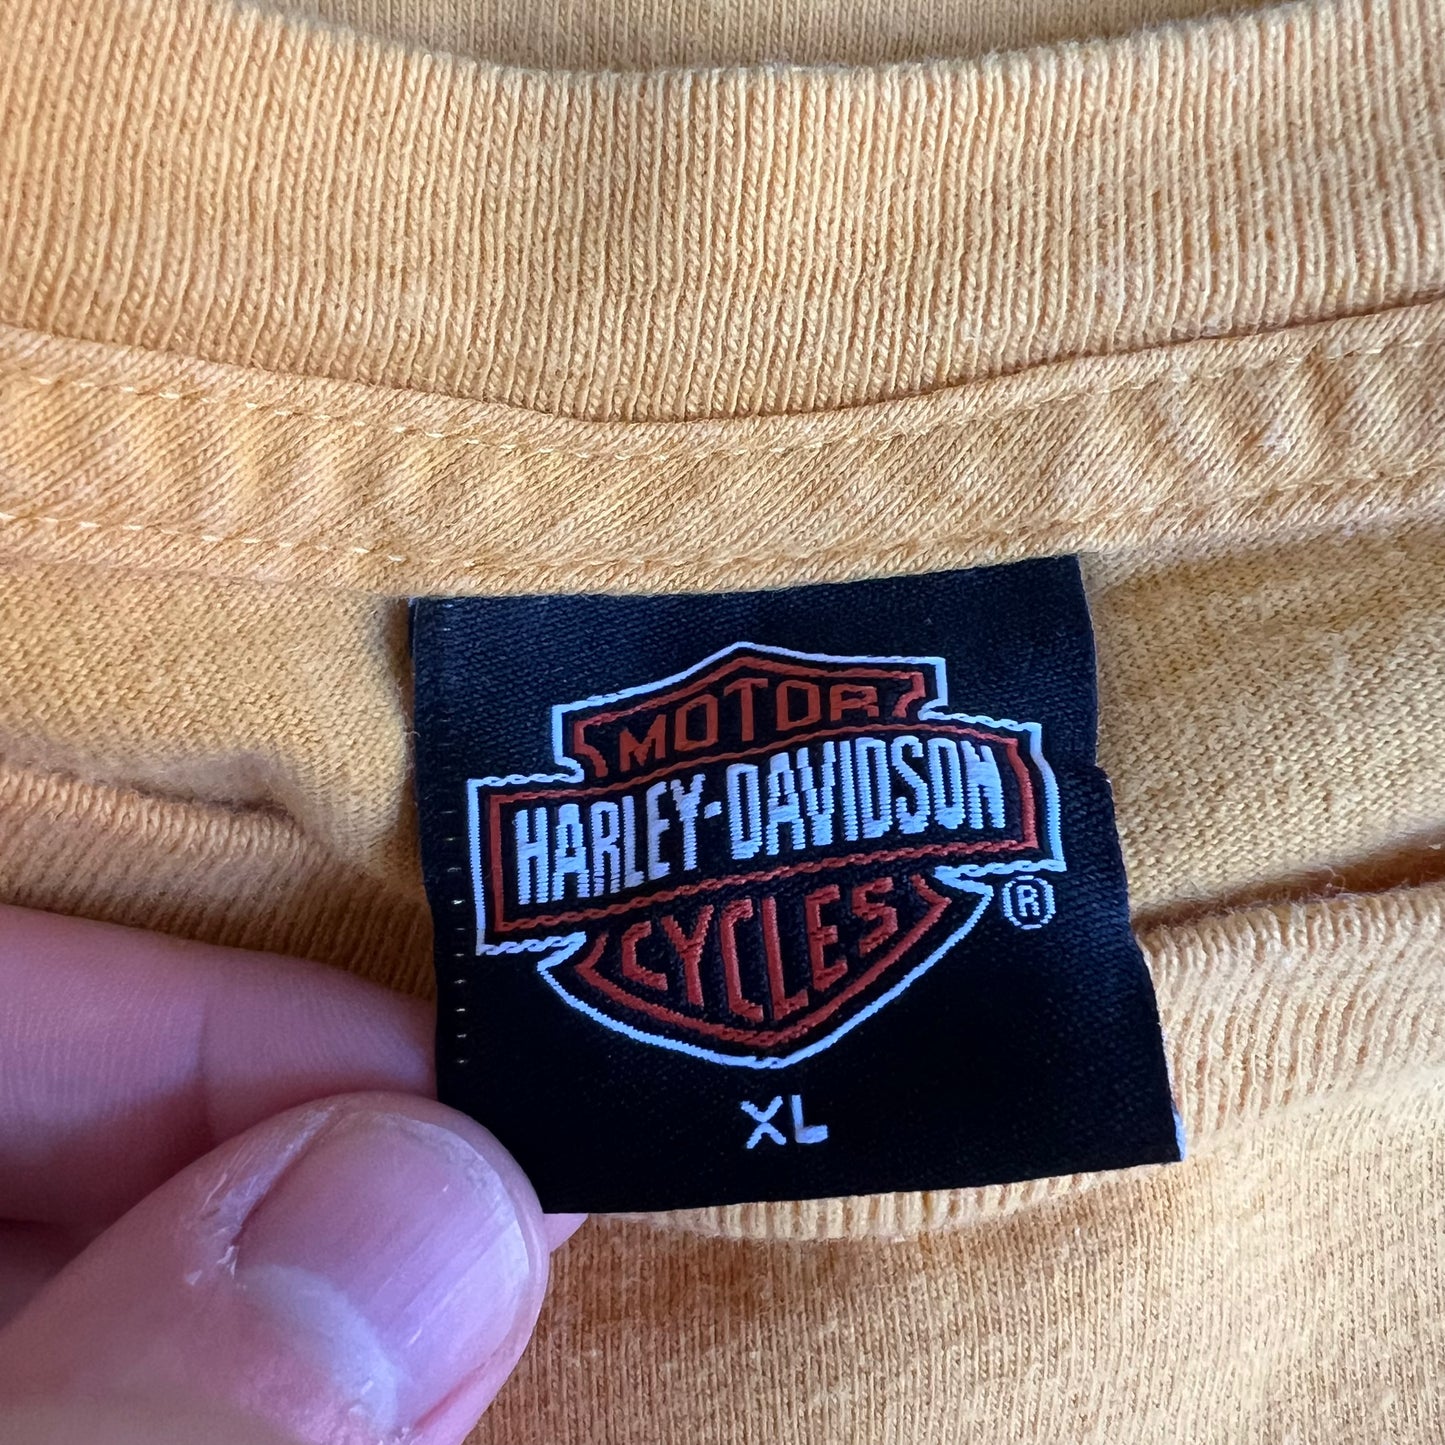 MOTOR
HARLEY-DAVIDSON
CYCLES
®
XL